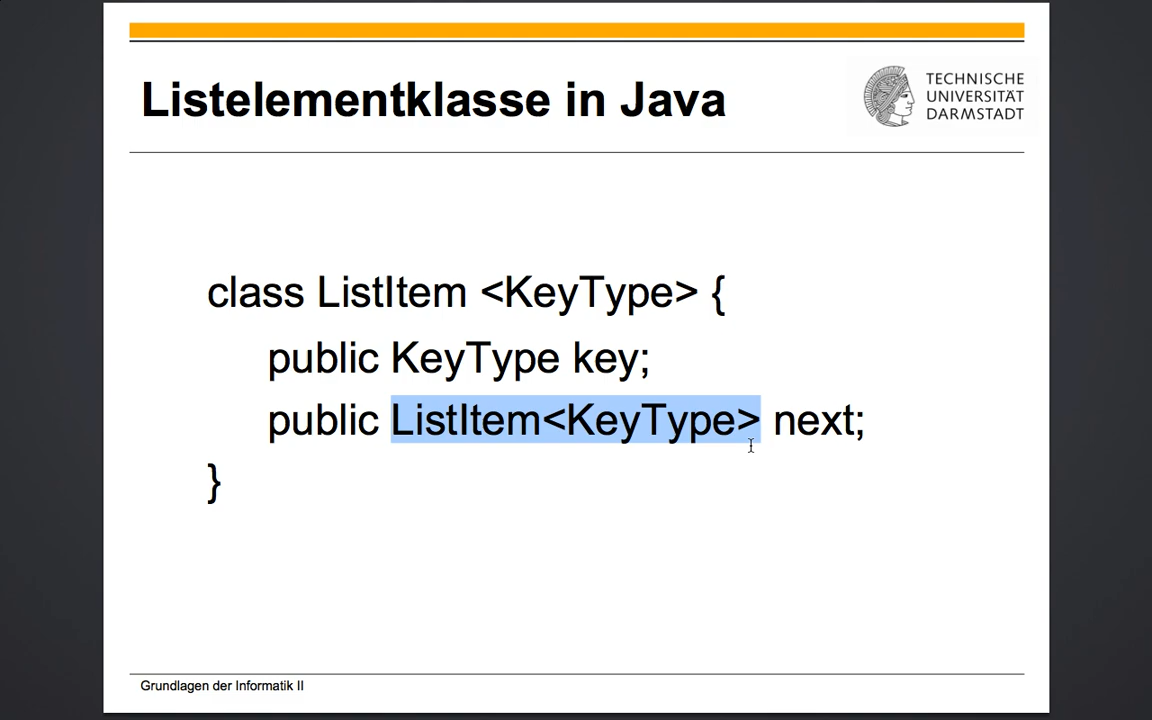 Listelementklasse in Java
TECHNISCHE
UNIVERSITÄT
DARMSTADT
class ListItem <KeyType> {
public KeyType key;
public ListItem<KeyType> next;
}
Grundlagen der Informatik II